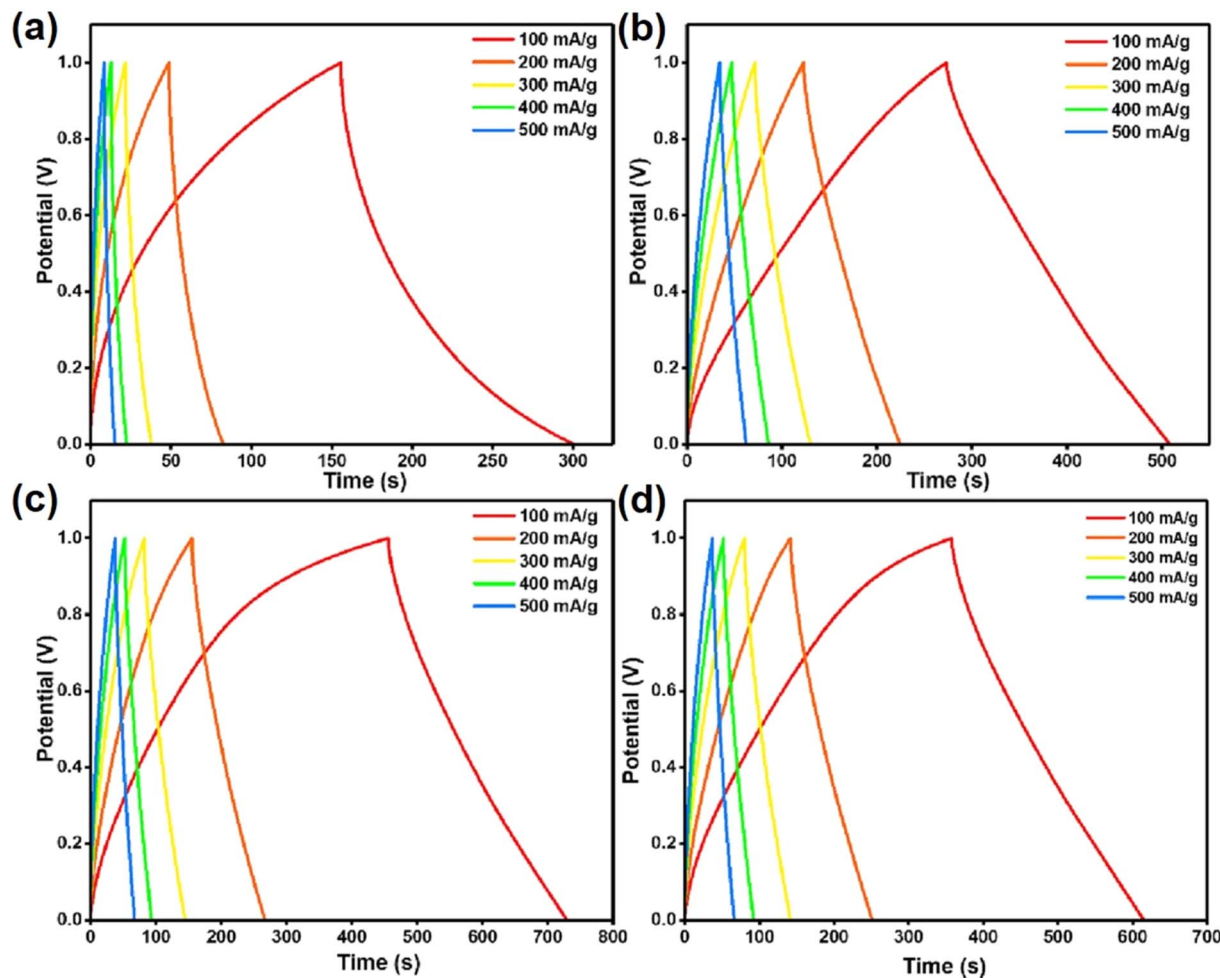 (a)
100 mA/g
200 mA/g
300 mA/g
400 mA/g
500 mA/g
Potential (V)
1.0
0.8
0.6
0.4
0.2
0.0
0 50 100 150 200 250 300
Time (s)
(b)
100 mA/g
200 mA/g
300 mA/g
400 mA/g
500 mA/g
Potential (V)
1.0
0.8
0.6
0.4
0.2
0.0
0 100 200 300 400 500
Time (s)
(c)
100 mA/g
200 mA/g
300 mA/g
400 mA/g
500 mA/g
Potential (V)
1.0
0.8
0.6
0.4
0.2
0.0
0 100 200 300 400 500 600 700 800
Time (s)
(d)
100 mA/g
200 mA/g
300 mA/g
400 mA/g
500 mA/g
Potential (V)
1.0
0.8
0.6
0.4
0.2
0.0
0 100 200 300 400 500 600 700
Time (s)